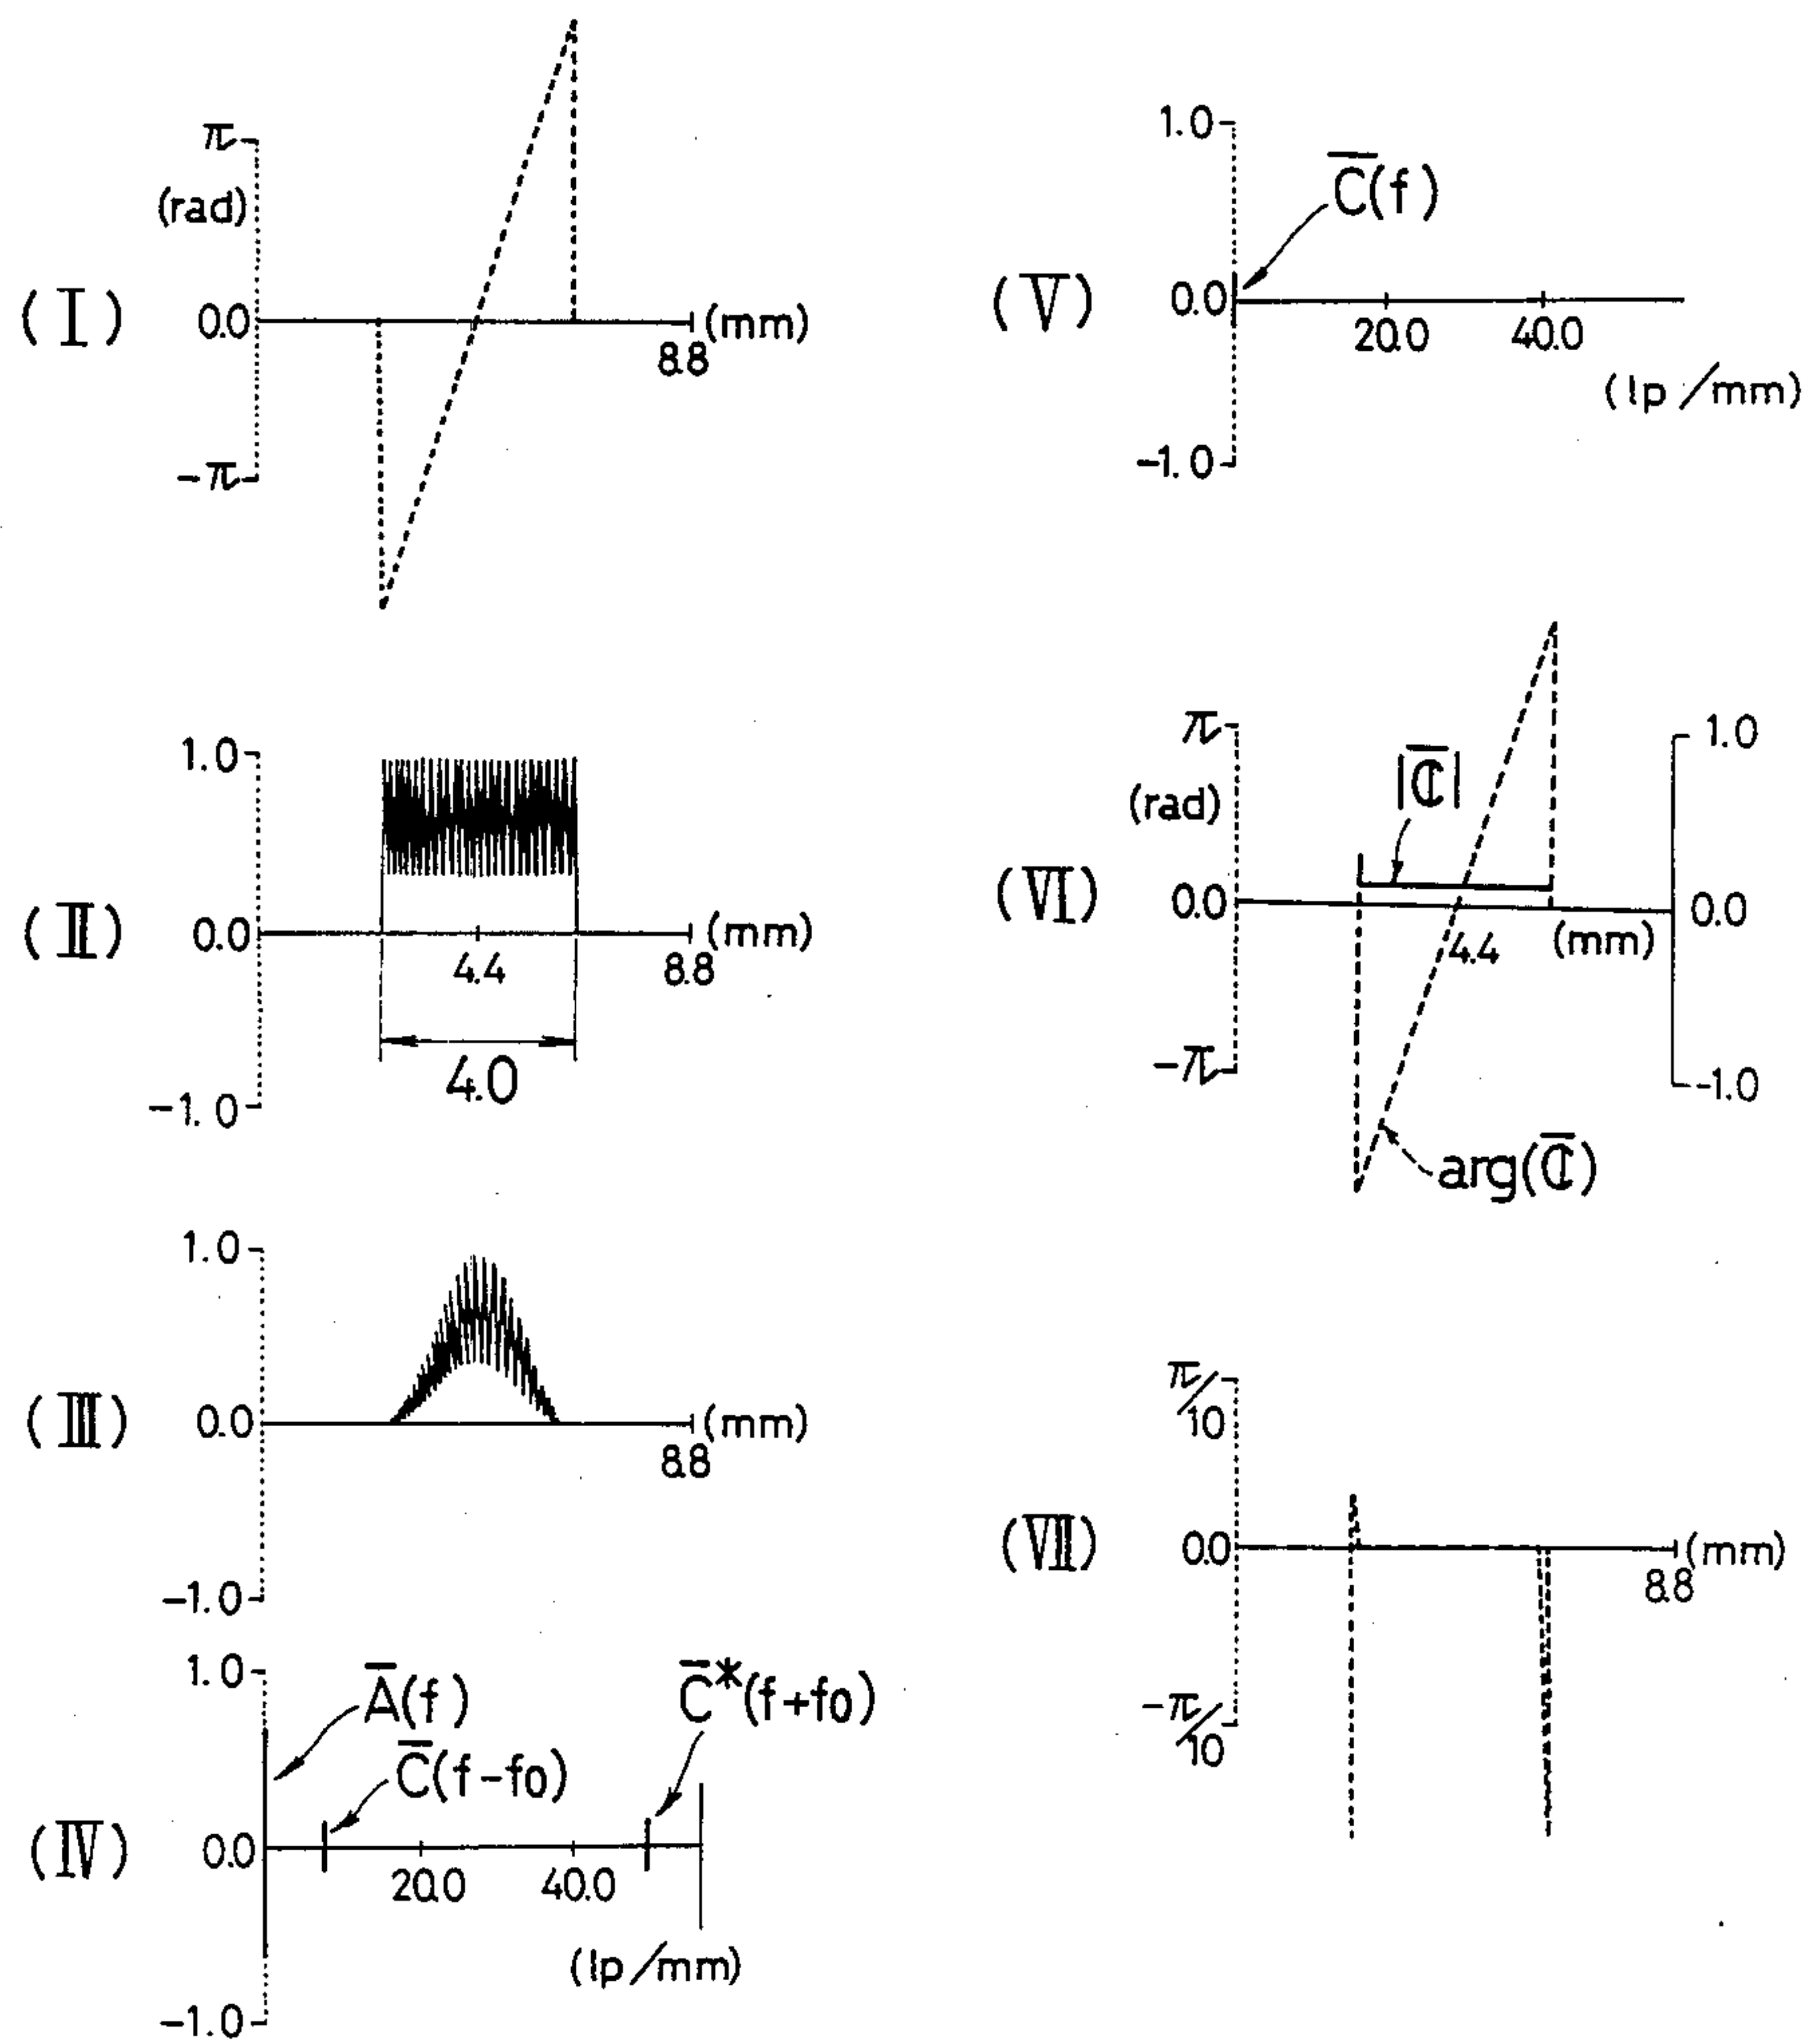 (Ⅰ)
π
(rad)
0.0
(mm)
8.8
-π
(Ⅱ)
1.0
0.0
4.4
(mm)
8.8
4.0
-1.0
(Ⅲ)
1.0
0.0
(mm)
8.8
-1.0
(Ⅳ)
1.0
A̅(f)
C̅(f-f0)
C̅*(f+f0)
0.0
20.0
40.0
(lp/mm)
-1.0
(Ⅴ)
1.0
C̅(f)
0.0
20.0
40.0
(lp/mm)
-1.0
(Ⅵ)
π
(rad)
|ℂ̅|
1.0
0.0
4.4
(mm)
0.0
-π
-1.0
arg(ℂ̅)
(Ⅶ)
π/10
0.0
(mm)
8.8
-π/10